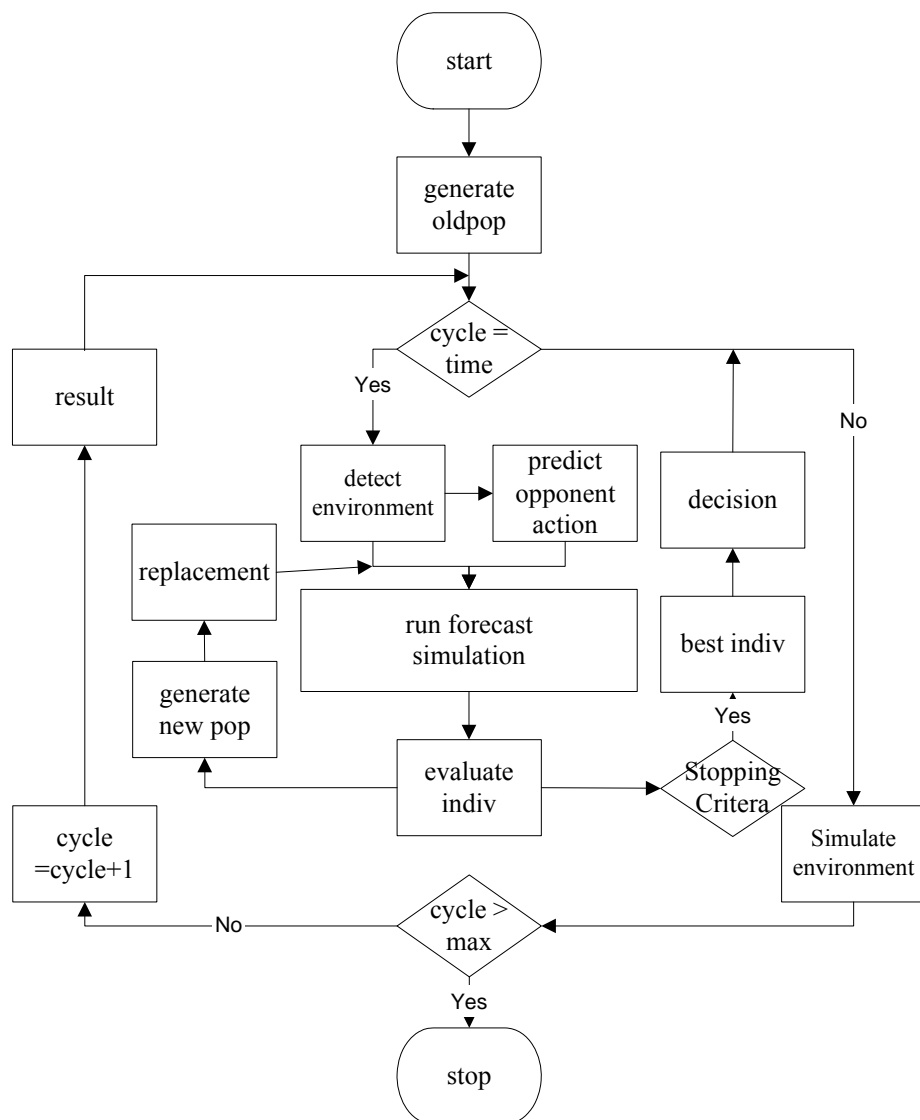 start
generate
oldpop
cycle =
time
Yes
No
result
detect
environment
predict
opponent
action
decision
replacement
run forecast
simulation
best indiv
generate
new pop
Yes
evaluate
indiv
Stopping
Critera
cycle
=cycle+1
Simulate
environment
cycle >
max
No
Yes
stop